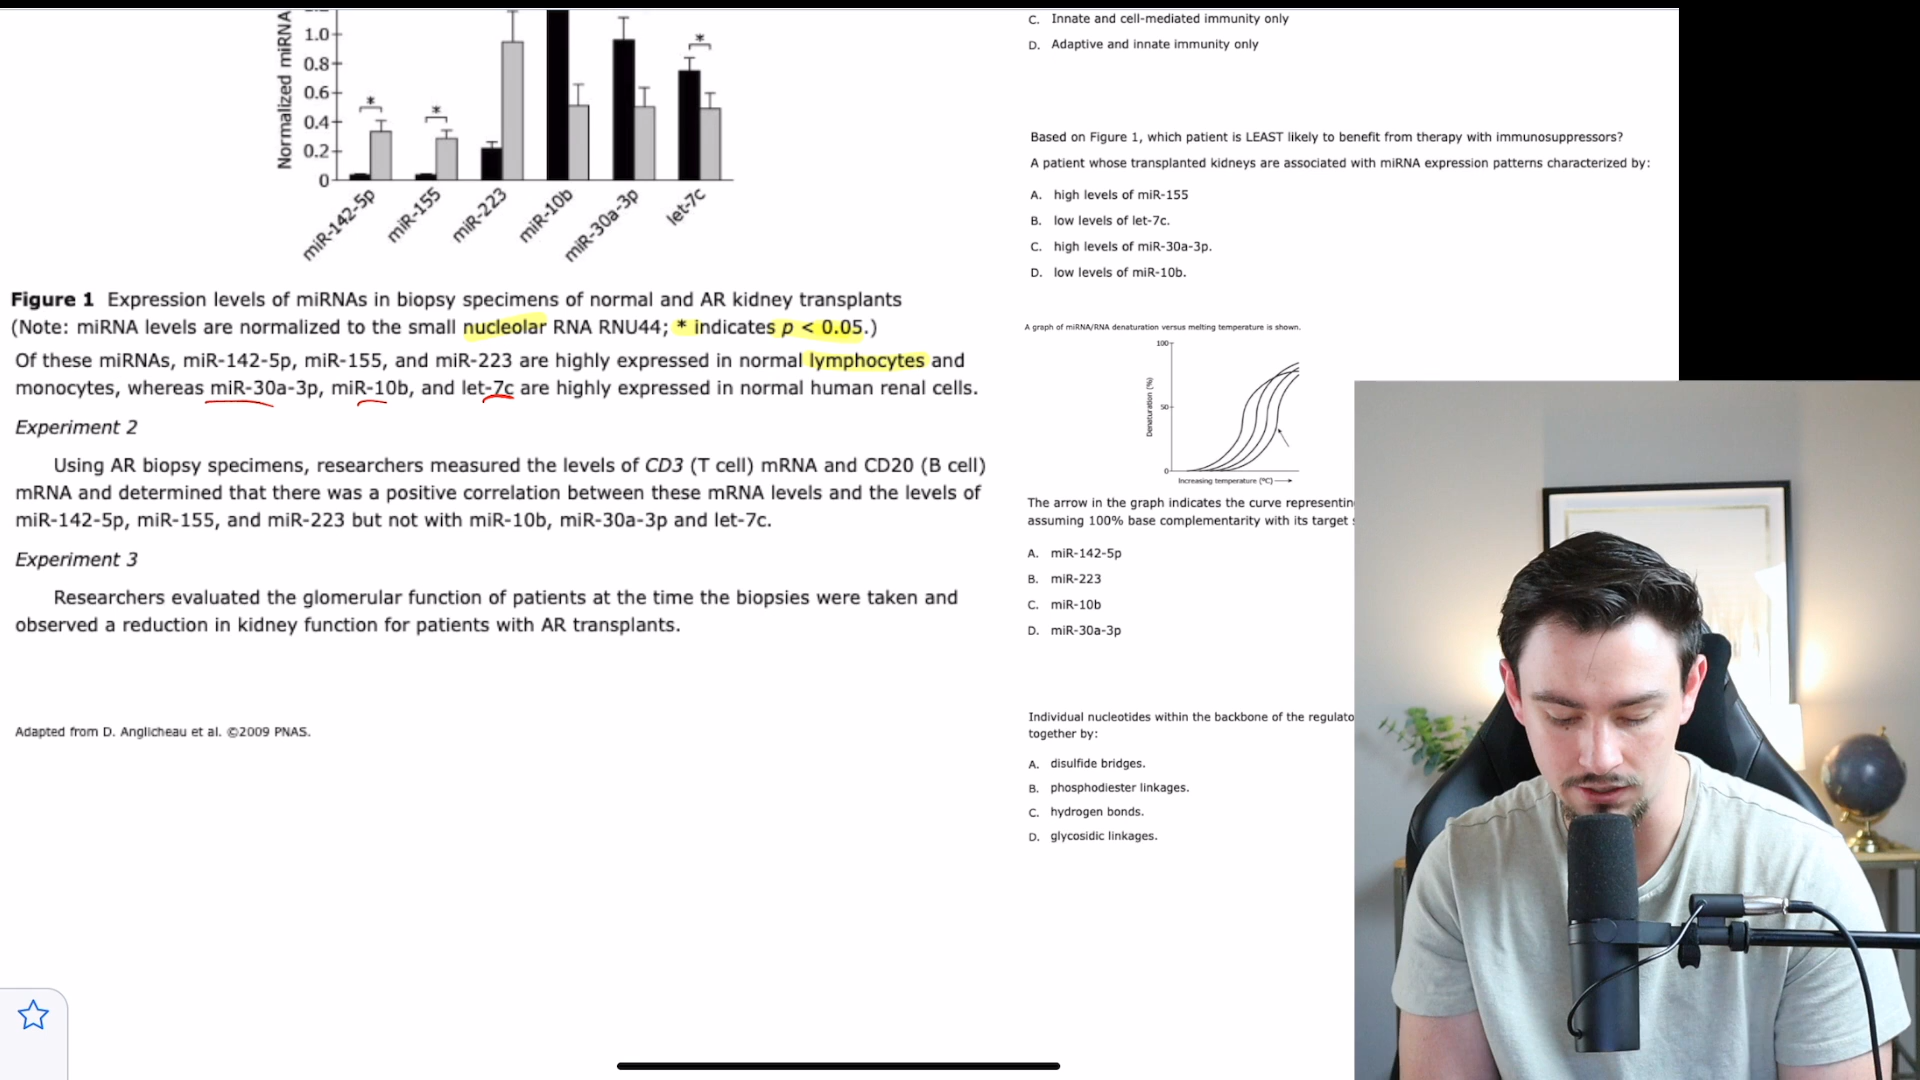 Normalized miRNA
1.0
0.8
0.6
0.4
0.2
0
*
*
*
miR-142-5p
miR-155
miR-223
miR-10b
miR-30a-3p
let-7c
Figure 1 Expression levels of miRNAs in biopsy specimens of normal and AR kidney transplants
(Note: miRNA levels are normalized to the small nucleolar RNA RNU44; * indicates p < 0.05.)
Of these miRNAs, miR-142-5p, miR-155, and miR-223 are highly expressed in normal lymphocytes and
monocytes, whereas miR-30a-3p, miR-10b, and let-7c are highly expressed in normal human renal cells.
Experiment 2
Using AR biopsy specimens, researchers measured the levels of CD3 (T cell) mRNA and CD20 (B cell)
mRNA and determined that there was a positive correlation between these mRNA levels and the levels of
miR-142-5p, miR-155, and miR-223 but not with miR-10b, miR-30a-3p and let-7c.
Experiment 3
Researchers evaluated the glomerular function of patients at the time the biopsies were taken and
observed a reduction in kidney function for patients with AR transplants.
Adapted from D. Anglicheau et al. ©2009 PNAS.
C. Innate and cell-mediated immunity only
D. Adaptive and innate immunity only
Based on Figure 1, which patient is LEAST likely to benefit from therapy with immunosuppressors?
A patient whose transplanted kidneys are associated with miRNA expression patterns characterized by:
A. high levels of miR-155
B. low levels of let-7c.
C. high levels of miR-30a-3p.
D. low levels of miR-10b.
A graph of miRNA/RNA denaturation versus melting temperature is shown.
100
50
0
Denaturation (%)
Increasing temperature (°C)
The arrow in the graph indicates the curve representin
assuming 100% base complementarity with its target
A. miR-142-5p
B. miR-223
C. miR-10b
D. miR-30a-3p
Individual nucleotides within the backbone of the regulato
together by:
A. disulfide bridges.
B. phosphodiester linkages.
C. hydrogen bonds.
D. glycosidic linkages.